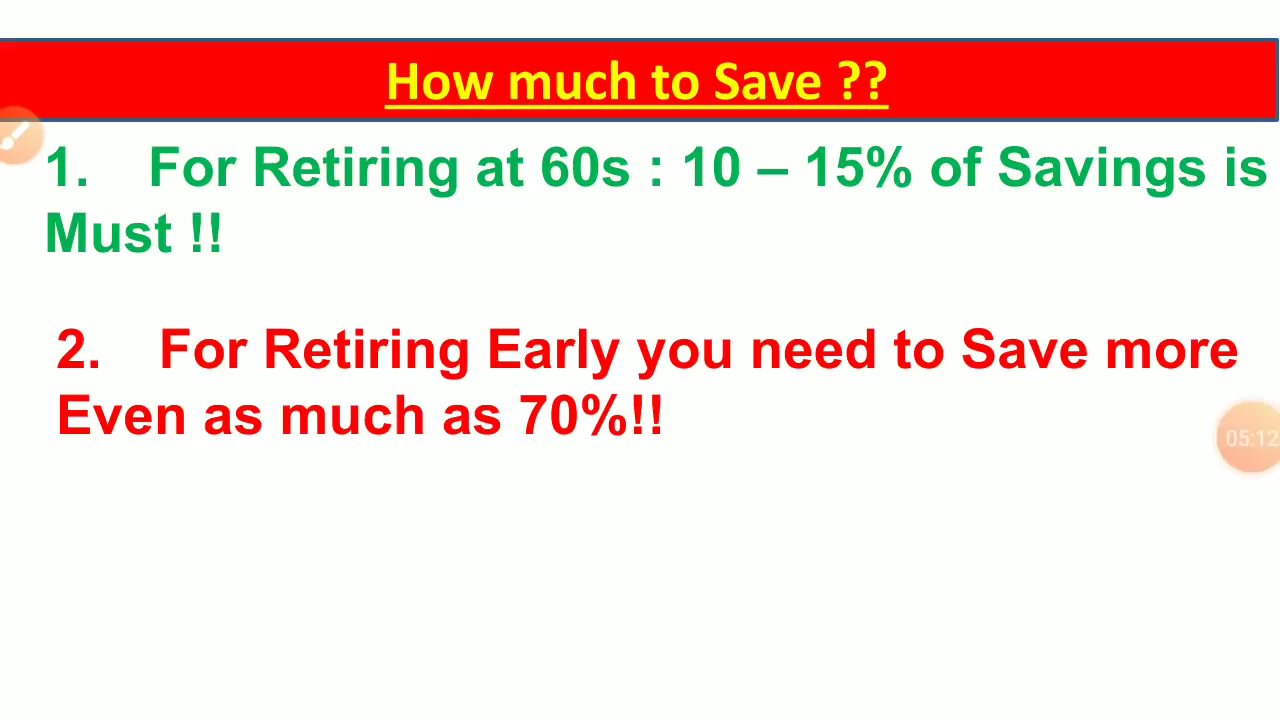 How much to Save ??
1. For Retiring at 60s : 10 – 15% of Savings is
Must !!
2. For Retiring Early you need to Save more
Even as much as 70%!!
05:12